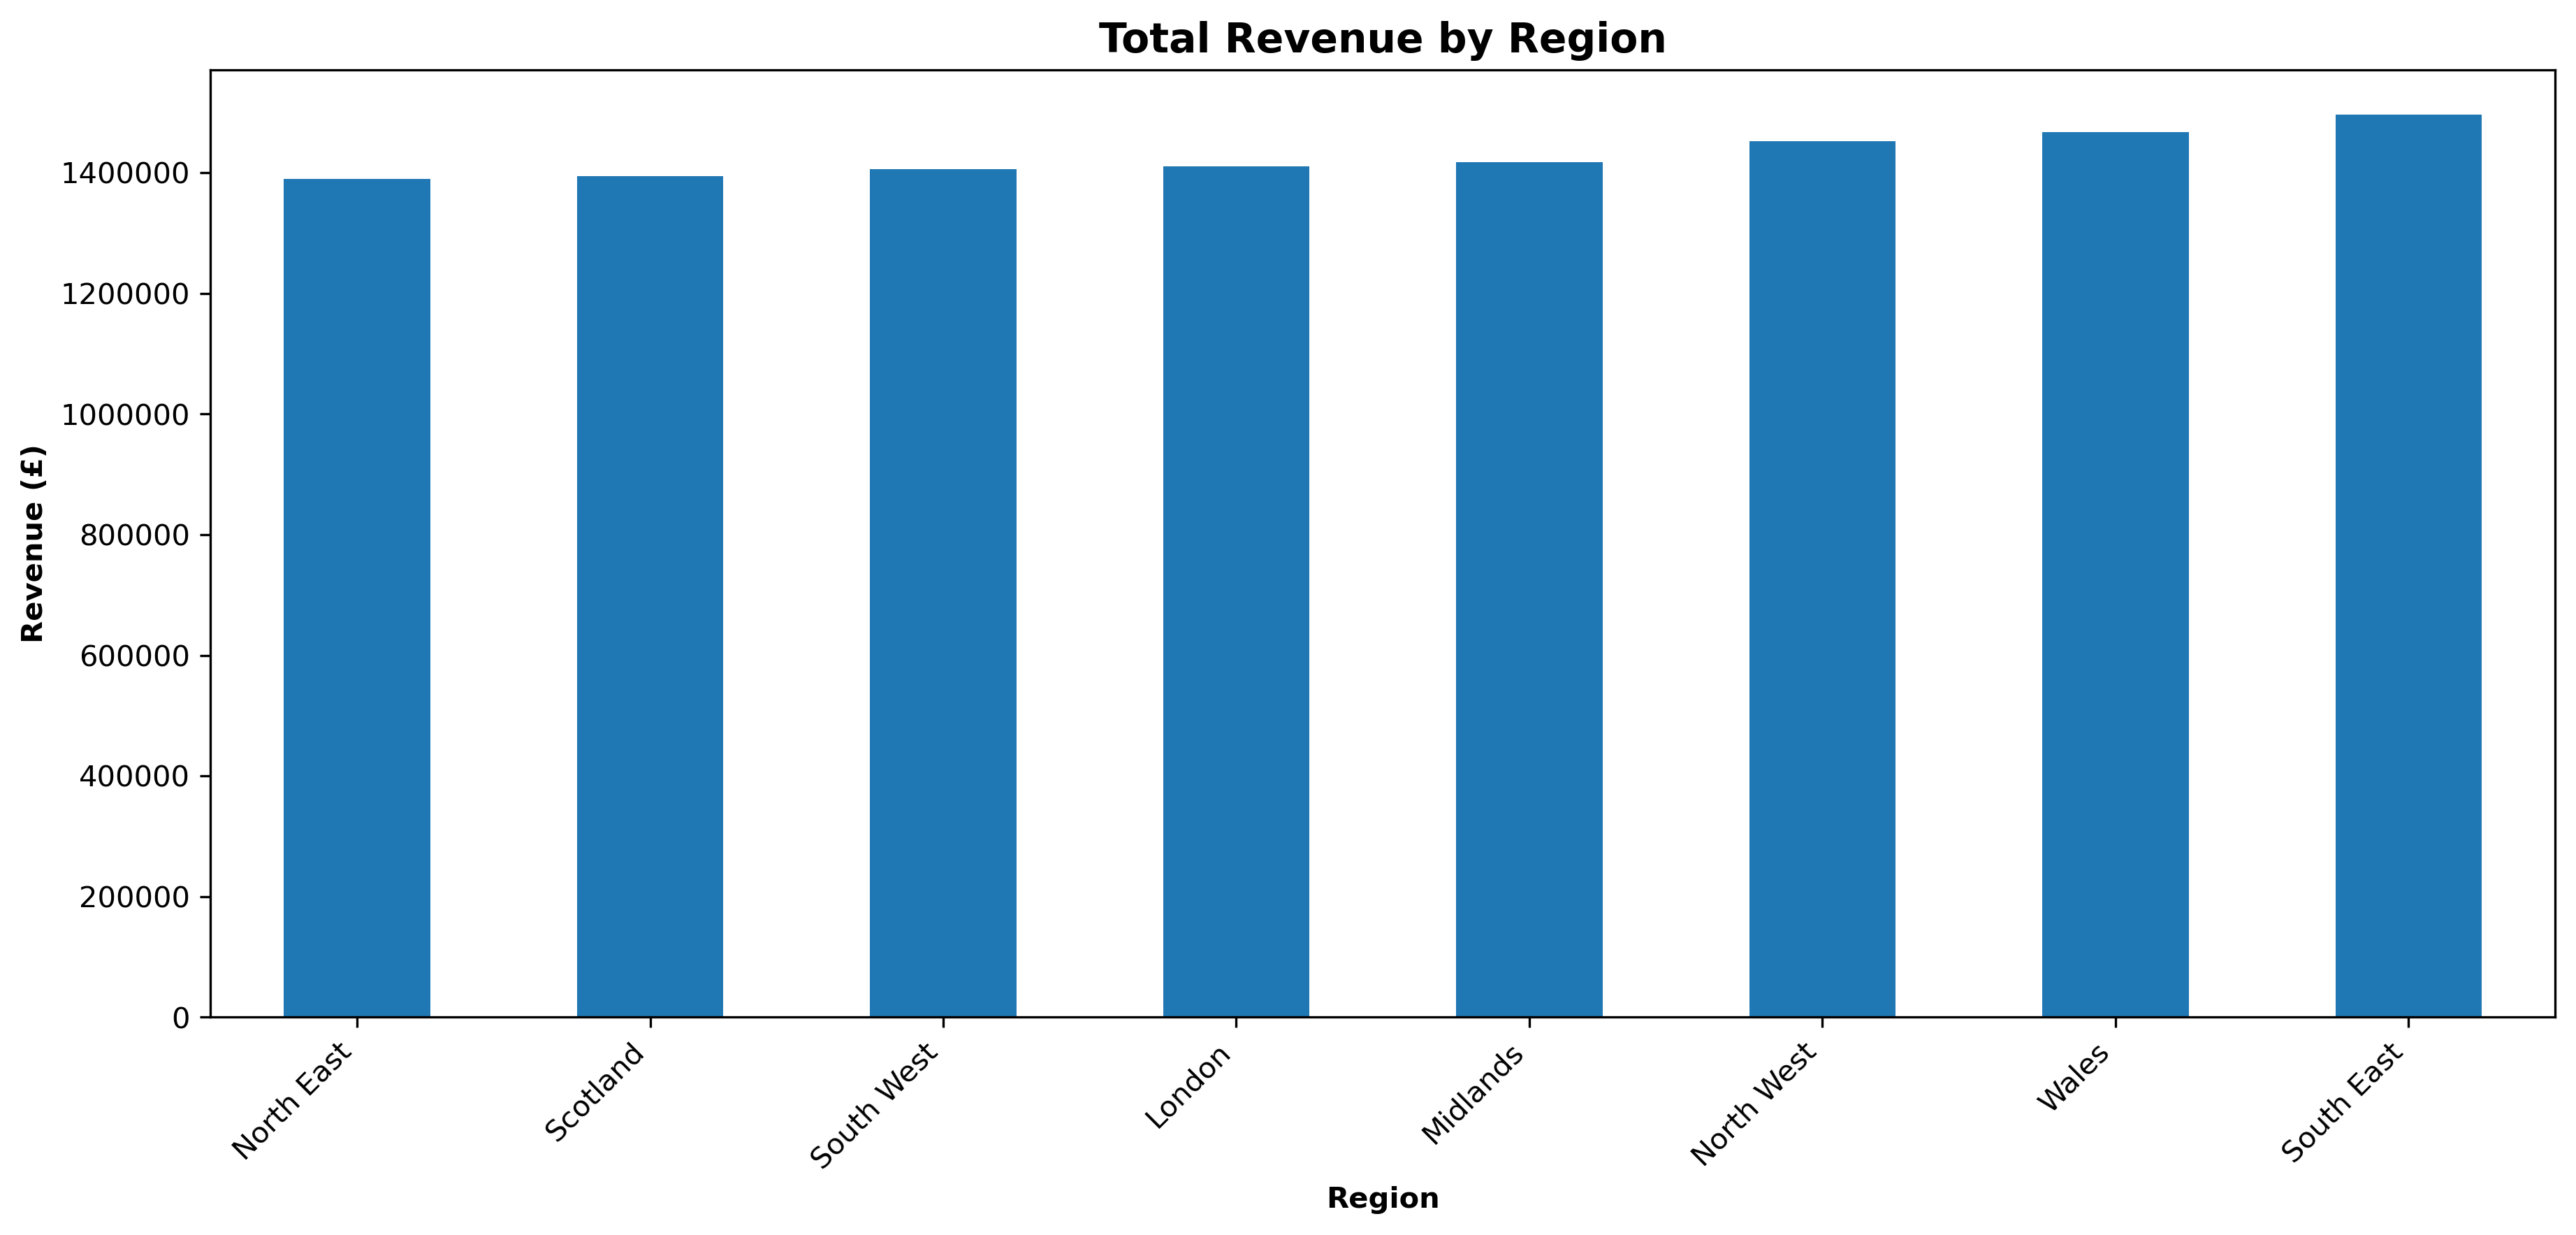 Total Revenue by Region
Revenue (£)
1400000
1200000
1000000
800000
600000
400000
200000
0
North East
Scotland
South West
London
Midlands
North West
Wales
South East
Region